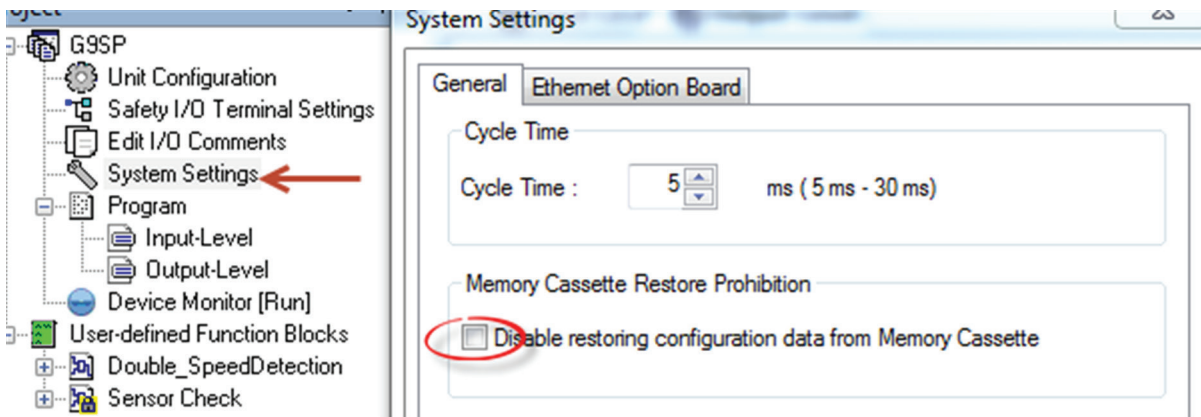 System Settings
G9SP
Unit Configuration
Safety I/O Terminal Settings
Edit I/O Comments
System Settings
Program
Input-Level
Output-Level
Device Monitor [Run]
User-defined Function Blocks
Double_SpeedDetection
Sensor Check
General
Ethernet Option Board
Cycle Time
Cycle Time :
5
ms ( 5 ms - 30 ms)
Memory Cassette Restore Prohibition
Disable restoring configuration data from Memory Cassette